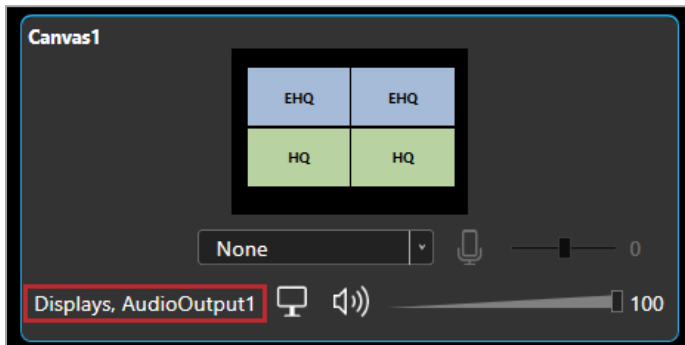 Canvas1
EHQ EHQ
HQ HQ
None 0
Displays, AudioOutput1 100